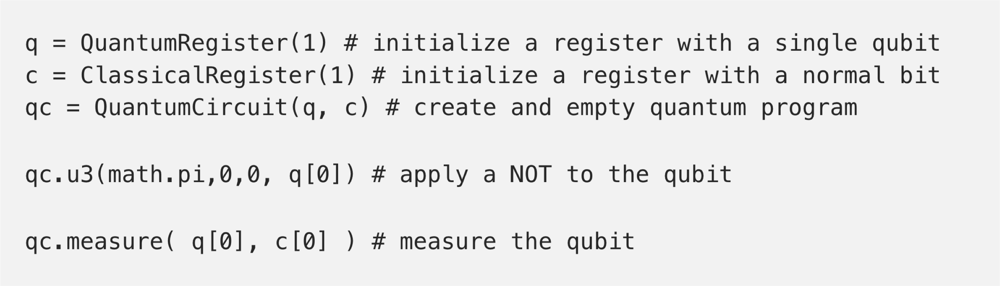 q = QuantumRegister(1) # initialize a register with a single qubit
c = ClassicalRegister(1) # initialize a register with a normal bit
qc = QuantumCircuit(q, c) # create and empty quantum program
qc.u3(math.pi,0,0, q[0]) # apply a NOT to the qubit
qc.measure( q[0], c[0] ) # measure the qubit